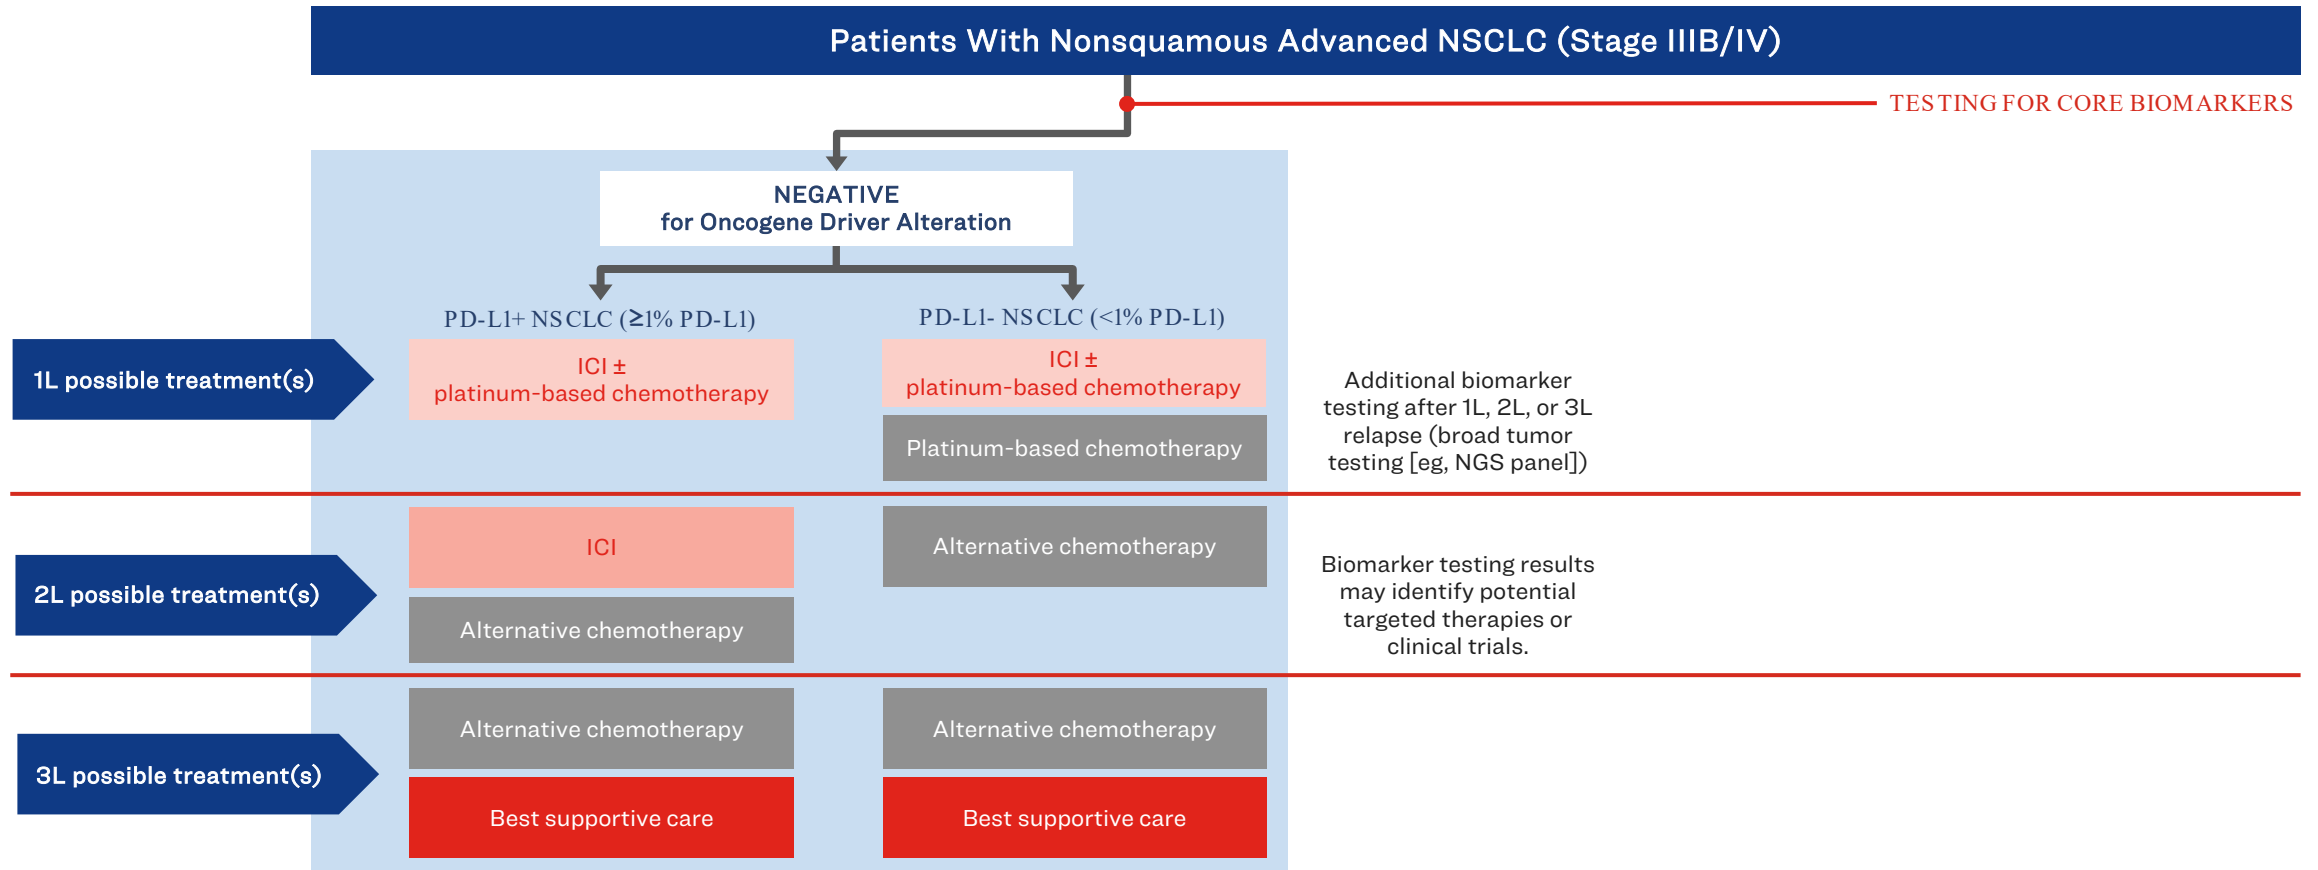 Patients With Nonsquamous Advanced NSCLC (Stage IIIB/IV)
TESTING FOR CORE BIOMARKERS
NEGATIVE
for Oncogene Driver Alteration
PD-L1+ NSCLC (≥1% PD-L1)
PD-L1- NSCLC (<1% PD-L1)
1L possible treatment(s)
ICI ±
platinum-based chemotherapy
ICI ±
platinum-based chemotherapy
Platinum-based chemotherapy
Additional biomarker
testing after 1L, 2L, or 3L
relapse (broad tumor
testing [eg, NGS panel])
2L possible treatment(s)
ICI
Alternative chemotherapy
Alternative chemotherapy
Biomarker testing results
may identify potential
targeted therapies or
clinical trials.
3L possible treatment(s)
Alternative chemotherapy
Best supportive care
Alternative chemotherapy
Best supportive care